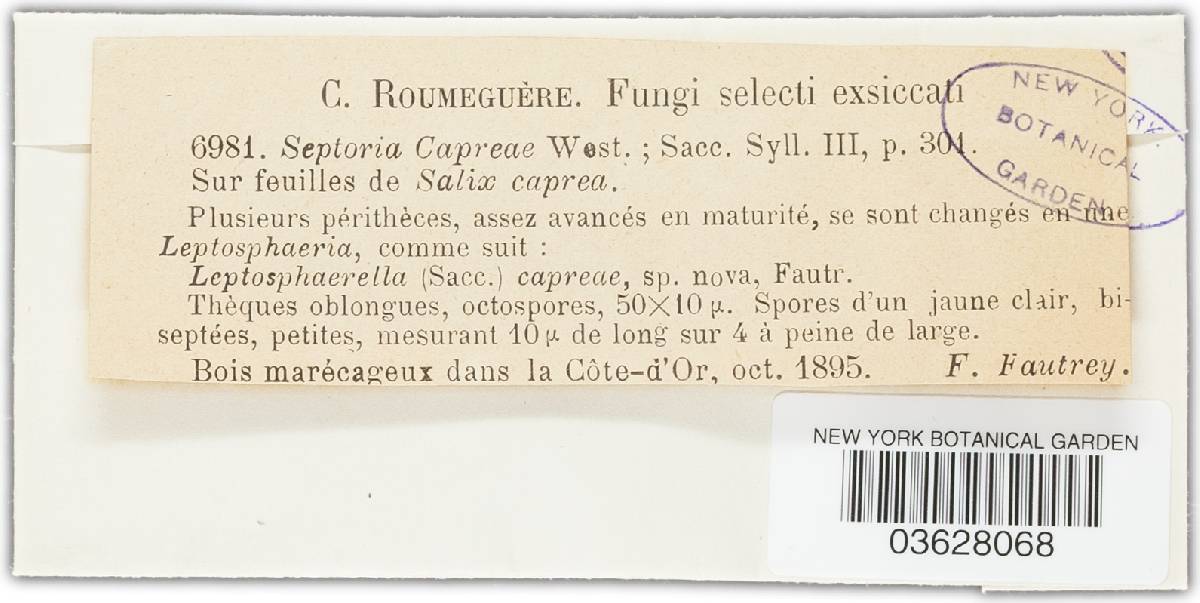 C. ROUMEGUÈRE. Fungi selecti exsiccati
6981. Septoria Capreae West. ; Sacc. Syll. III, p. 301.
Sur feuilles de Salix caprea.
Plusieurs périthèces, assez avancés en maturité, se sont changés en une
Leptosphaeria, comme suit :
Leptosphaerella (Sacc.) capreae, sp. nova, Fautr.
Thèques oblongues, octospores, 50×10 µ. Spores d'un jaune clair, bi-
septées, petites, mesurant 10 µ de long sur 4 à peine de large.
Bois marécageux dans la Côte-d'Or, oct. 1895. F. Fautrey.
NEW YORK
BOTANICAL
GARDEN
NEW YORK BOTANICAL GARDEN
03628068